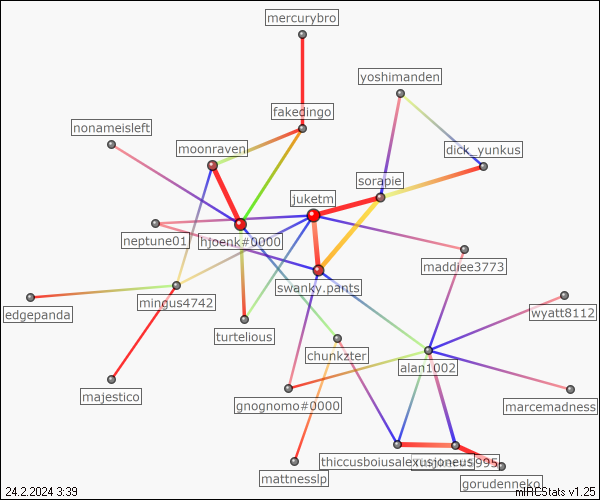 mercurybro
yoshimanden
fakedingo
nonameisleft
moonraven
dick_yunkus
sorapie
juketm
neptune01
hjoenk#0000
maddiee3773
swanky.pants
mingus4742
edgepanda
wyatt8112
turtelious
chunkzter
alan1002
majestico
gnognomo#0000
marcemadness
thiccusboiusalexusjoneus995
mattnesslp
gorudenneko
24.2.2024 3:39
mIRCStats v1.25